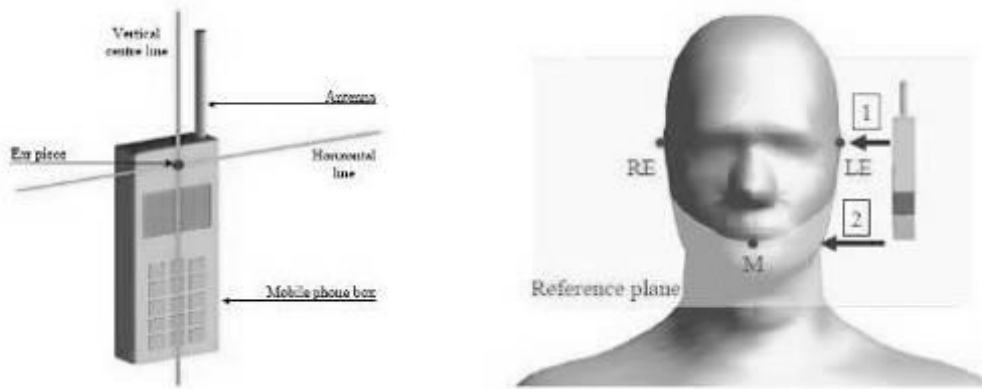 Vertical
centre line
Antenna
Ear piece
Horizontal
line
Mobile phone box
1
RE
LE
2
M
Reference plane